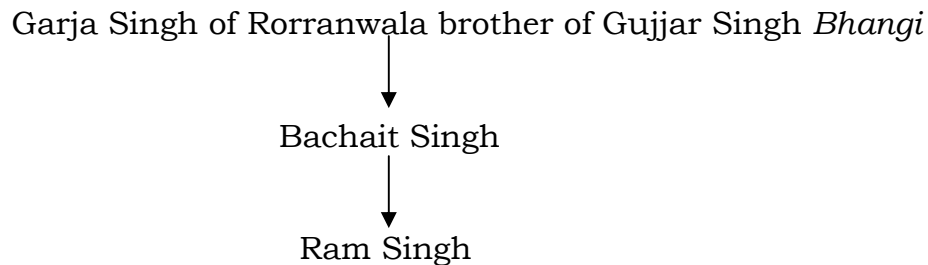 Garja Singh of Rorranwala brother of Gujjar Singh Bhangi
Bachait Singh
Ram Singh